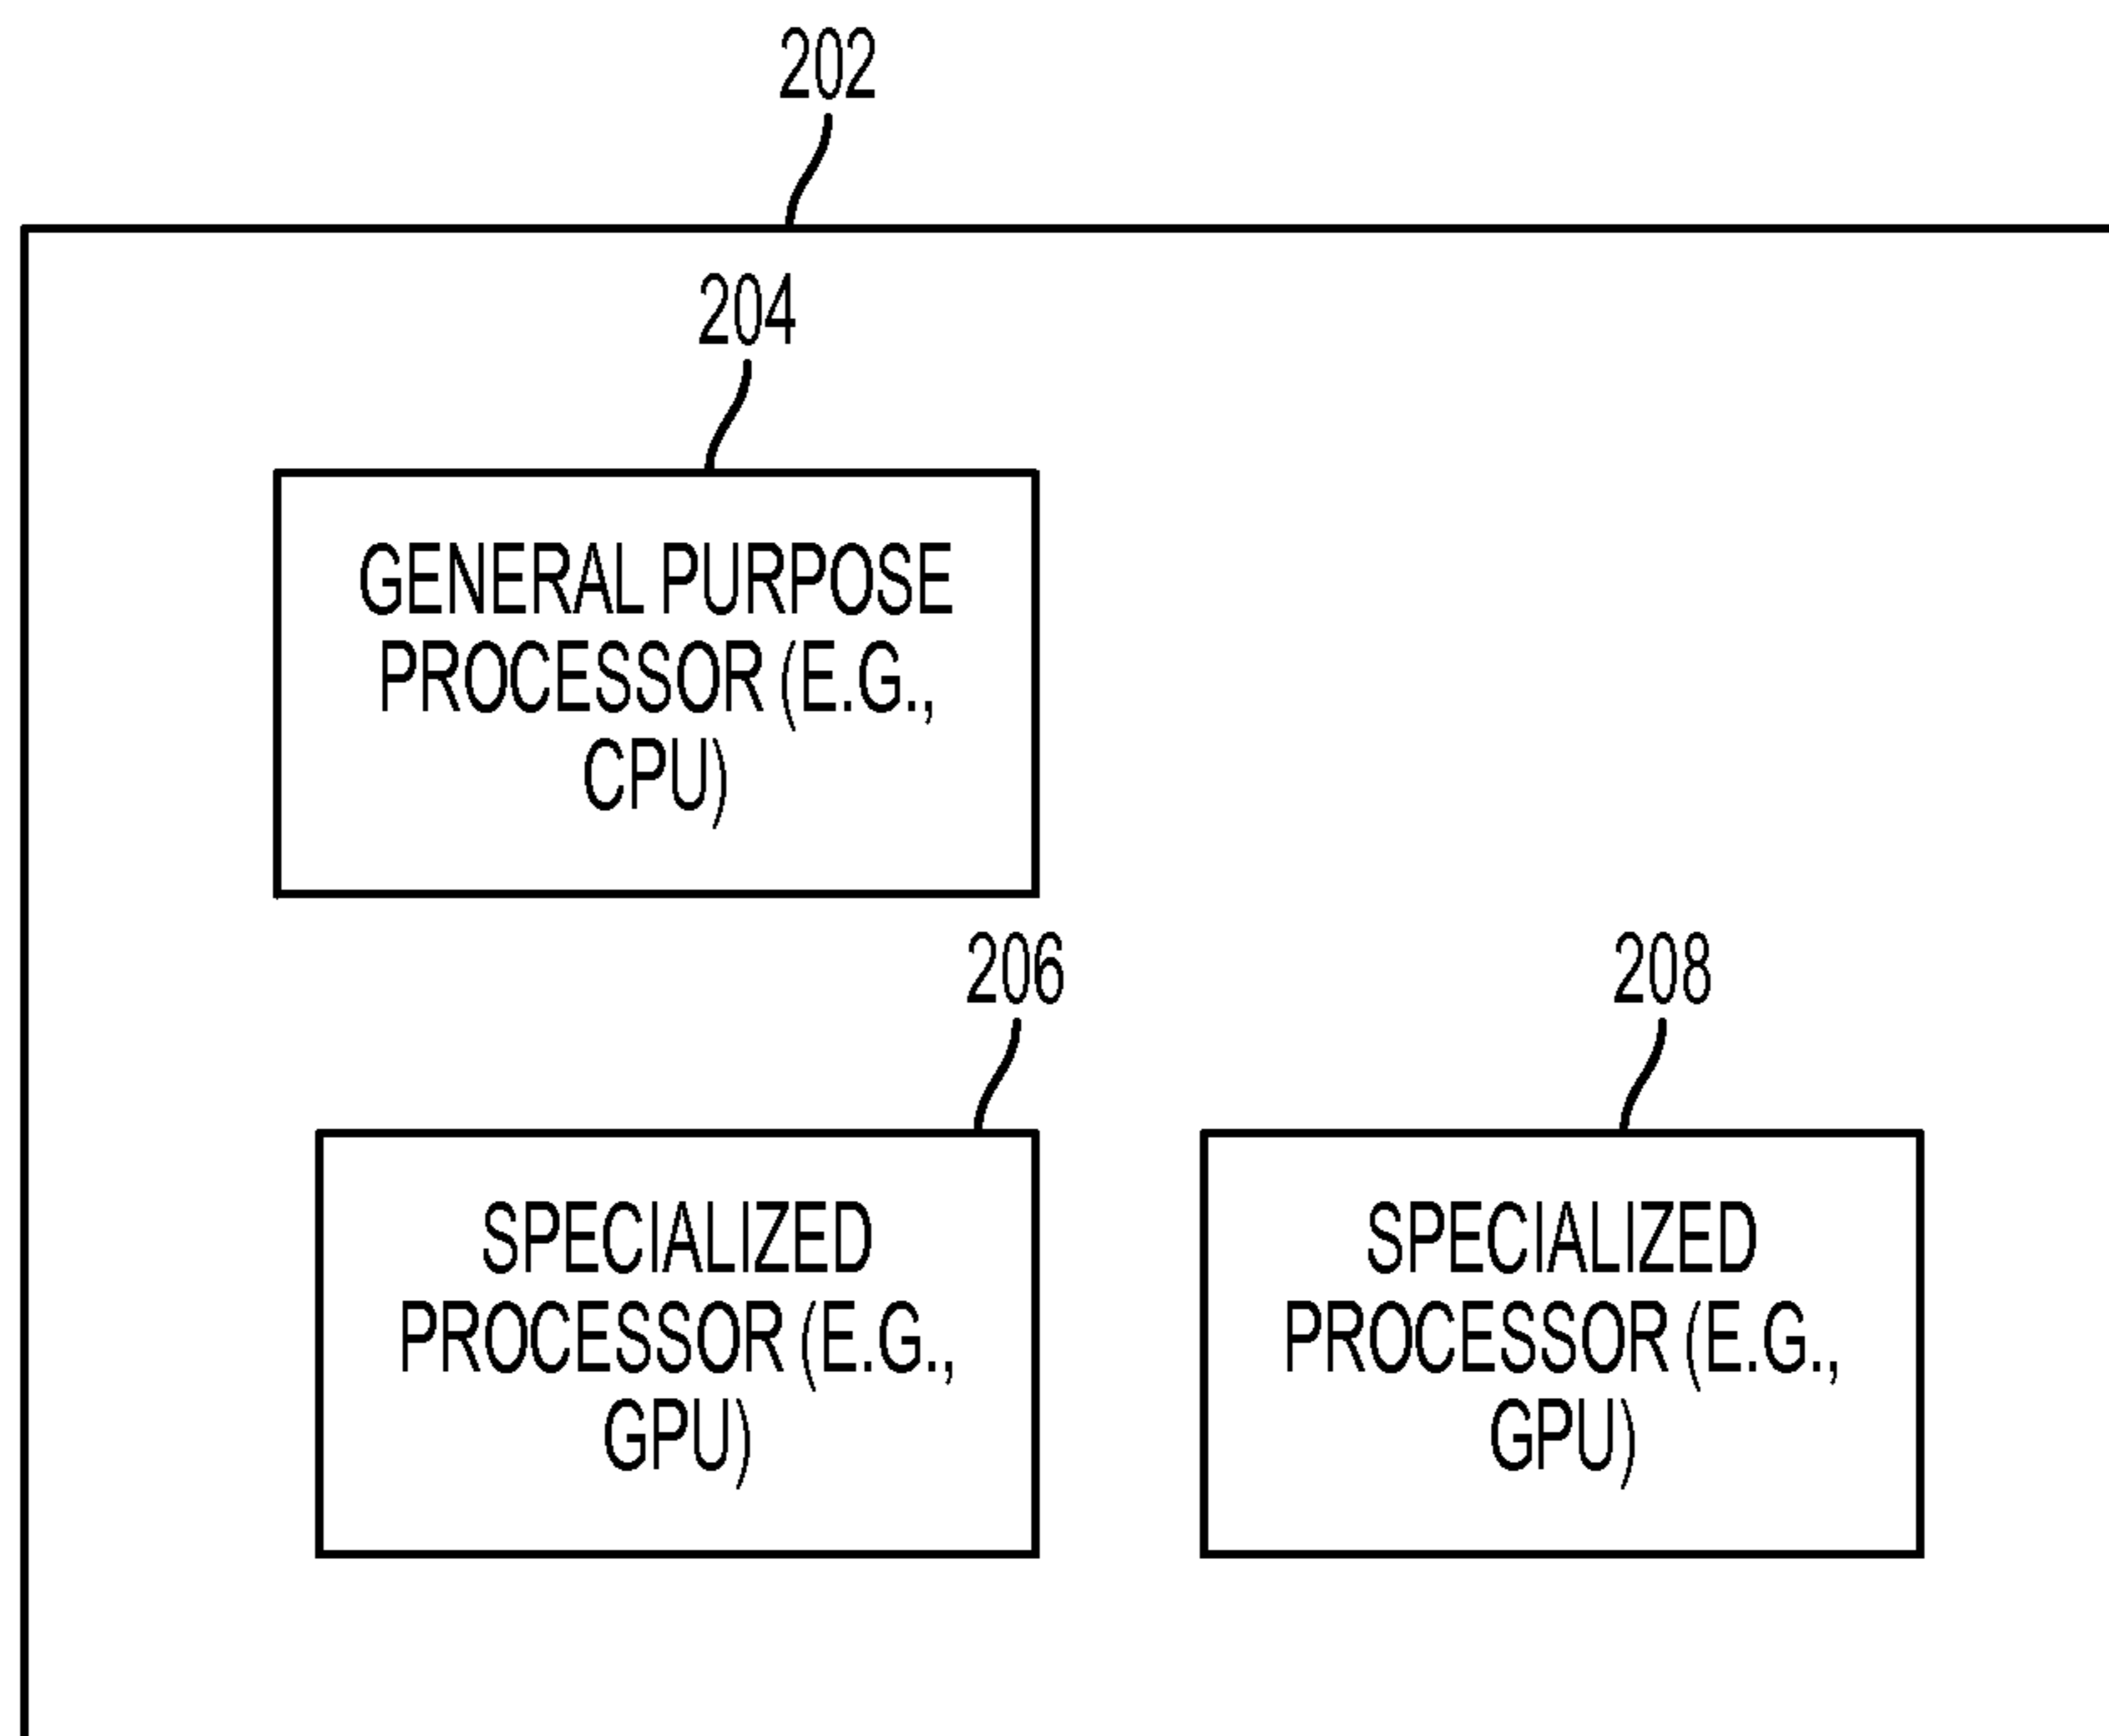 202
204
GENERAL PURPOSE
PROCESSOR (E.G.,
CPU)
206
208
SPECIALIZED
PROCESSOR (E.G.,
GPU)
SPECIALIZED
PROCESSOR (E.G.,
GPU)